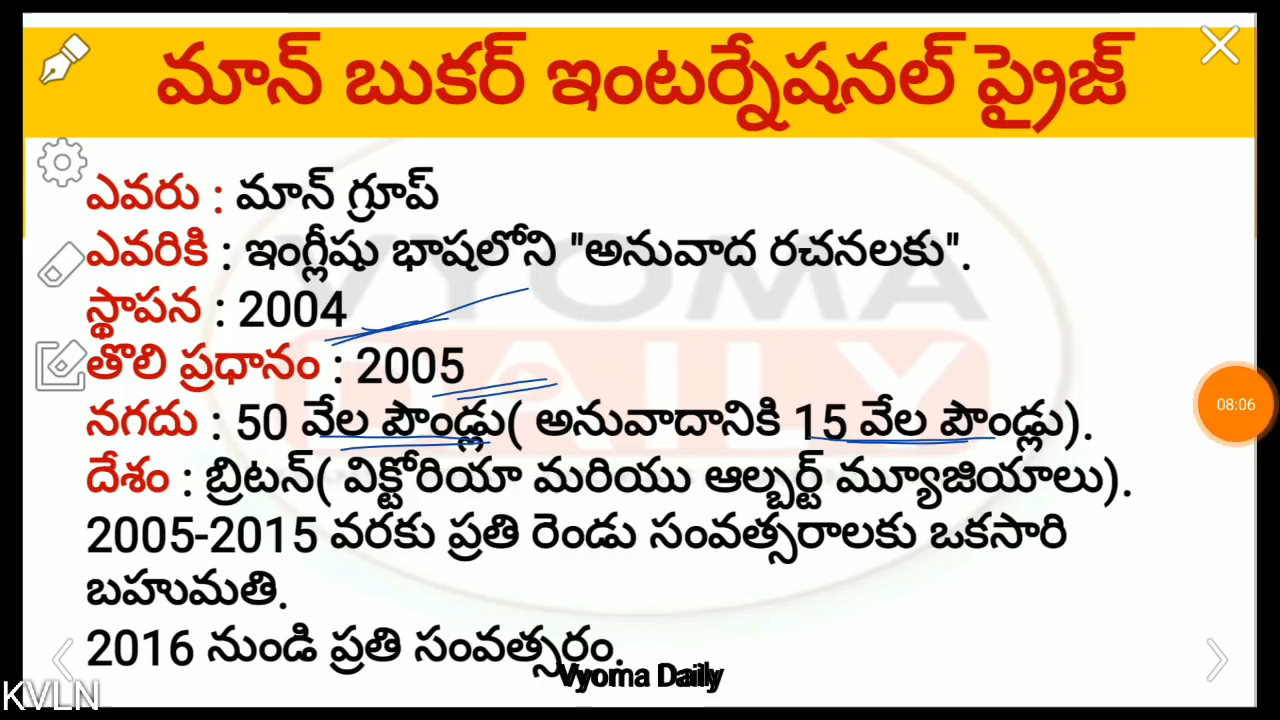 మాన్ బుకర్ ఇంటర్నేషనల్ ప్రైజ్
ఎవరు : మాన్ గ్రూప్
ఎవరికి : ఇంగ్లీషు భాషలోని "అనువాద రచనలకు".
స్థాపన : 2004
తొలి ప్రధానం : 2005
నగదు : 50 వేల పౌండ్లు( అనువాదానికి 15 వేల పౌండ్లు).
దేశం : బ్రిటన్( విక్టోరియా మరియు ఆల్బర్ట్ మ్యూజియాలు).
2005-2015 వరకు ప్రతి రెండు సంవత్సరాలకు ఒకసారి
బహుమతి.
2016 నుండి ప్రతి సంవత్సరం.
VYOMA
DAILY
08:06
Vyoma Daily
KVLN